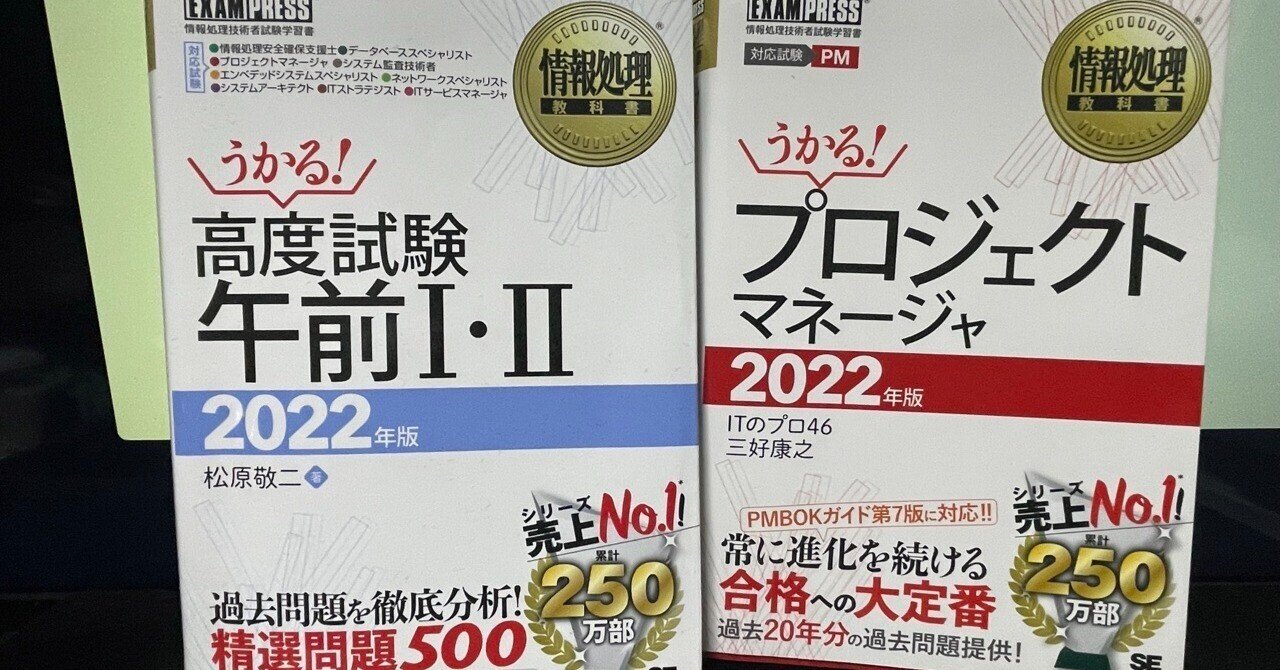 EXAMPRESS®
情報処理技術者試験学習書
対応試験
●情報処理安全確保支援士●データベーススペシャリスト
●プロジェクトマネージャ ●システム監査技術者
●エンベデッドシステムスペシャリスト ●ネットワークスペシャリスト
●システムアーキテクト ●ITストラテジスト ●ITサービスマネージャ
情報処理®
教科書
うかる!
高度試験
午前Ⅰ・Ⅱ
2022年版
松原敬二 著
シリーズ
売上No.1!*
累計
250
万部
過去問題を徹底分析!
精選問題500
EXAMPRESS®
情報処理技術者試験学習書
対応試験 PM
情報処理®
教科書
うかる!
プロジェクト
マネージャ
2022年版
ITのプロ46
三好康之
PMBOKガイド第7版に対応!!
シリーズ
売上No.1!*
累計
250
万部
常に進化を続ける
合格への大定番
過去20年分の過去問題提供!
SE